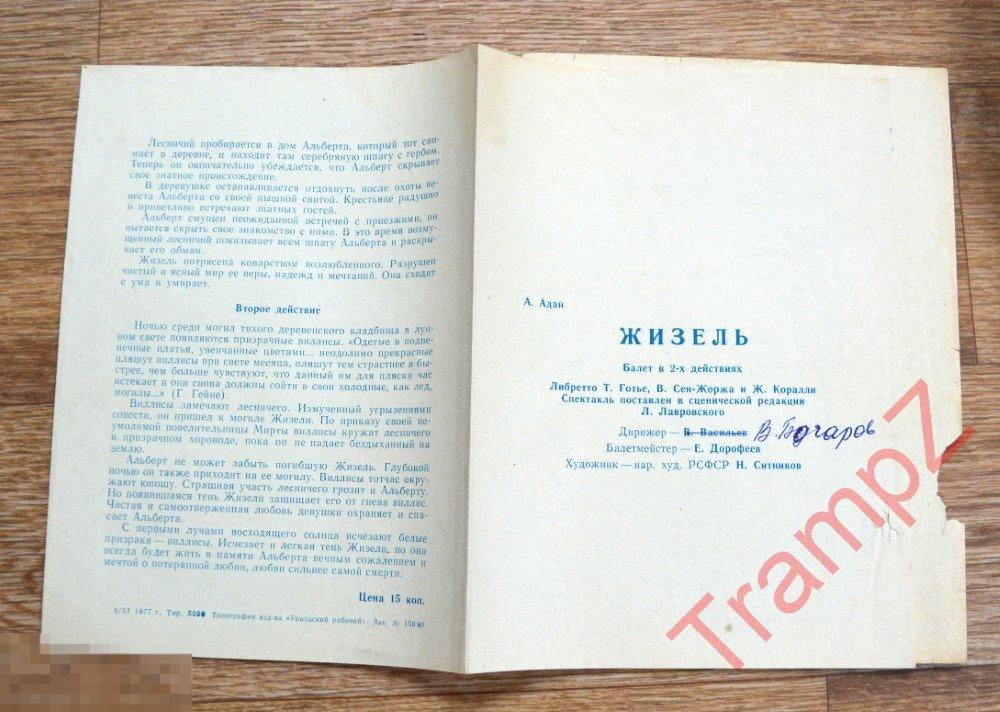 Лесничий пробирается в дом Альберта, который тот сни-
мает в деревне, и находит там серебряную шпагу с гербом.
Теперь он окончательно убеждается, что Альберт скрывает
свое знатное происхождение.
В деревушке останавливается отдохнуть после охоты не-
веста Альберта со своей пышной свитой. Крестьяне радушно
и приветливо встречают знатных гостей.
Альберт смущен неожиданной встречей с приезжими, он
пытается скрыть свое знакомство с ними. В это время возму-
щенный лесничий показывает всем шпагу Альберта и раскры-
вает его обман.
Жизель потрясена коварством возлюбленного. Разрушен
чистый и ясный мир ее веры, надежд и мечтаний. Она сходит
с ума и умирает.
Второе действие
Ночью среди могил тихого деревенского кладбища в лун-
ном свете появляются призрачные виллисы. «Одетые в подве-
нечные платья, увенчанные цветами... неодолимо прекрасные
пляшут виллисы при свете месяца, пляшут тем страстнее и бы-
стрее, чем больше чувствуют, что данный им для пляски час
истекает и они снова должны сойти в свои холодные, как лед,
могилы...» (Г. Гейне).
Виллисы замечают лесничего. Измученный угрызениями
совести, он пришел к могиле Жизели. По приказу своей не-
умолимой повелительницы Мирты виллисы кружат лесничего
в призрачном хороводе, пока он не падает бездыханный на
землю.
Альберт не может забыть погибшую Жизель. Глубокой
ночью он также приходит на ее могилу. Виллисы тотчас окру-
жают юношу. Страшная участь лесничего грозит и Альберту.
Но появившаяся тень Жизели защищает его от гнева виллис.
Чистая и самоотверженная любовь девушки охраняет и спа-
сает Альберта.
С первыми лучами восходящего солнца исчезают белые
призраки — виллисы. Исчезает и легкая тень Жизели, но она
всегда будет жить в памяти Альберта вечным сожалением и
мечтой о потерянной любви, любви сильнее самой смерти.
Цена 15 коп.
9/XI 1977 г. Тир. 5000 Типография изд-ва «Уральский рабочий». Зак. №
А. Адан
ЖИЗЕЛЬ
Балет в 2-х действиях
Либретто Т. Готье, В. Сен-Жоржа и Ж. Коралли
Спектакль поставлен в сценической редакции
Л. Лавровского
Дирижер — В. Васильев В. Бочаров
Балетмейстер — Е. Дорофеев
Художник — нар. худ. РСФСР Н. Ситников
TrampZ